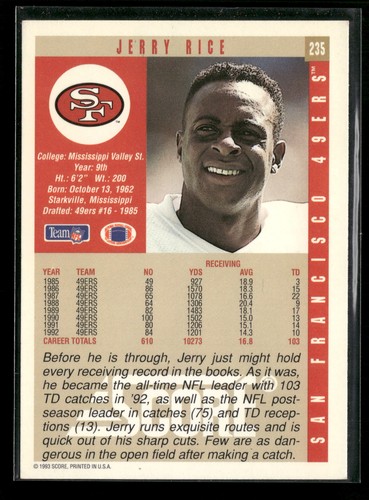 JERRY RICE
235
SF
TM
College: Mississippi Valley St.
Year: 9th
Ht.: 6'2" Wt.: 200
Born: October 13, 1962
Starkville, Mississippi
Drafted: 49ers #16 - 1985
Team NFL
SAN FRANCISCO 49ERS™
RECEIVING
YEAR TEAM NO YDS AVG TD
1985 49ERS 49 927 18.9 3
1986 49ERS 86 1570 18.3 15
1987 49ERS 65 1078 16.6 22
1988 49ERS 64 1306 20.4 9
1989 49ERS 82 1483 18.1 17
1990 49ERS 100 1502 15.0 13
1991 49ERS 80 1206 15.1 14
1992 49ERS 84 1201 14.3 10
CAREER TOTALS 610 10273 16.8 103
SCORE
Before he is through, Jerry just might hold
every receiving record in the books. As it was,
he became the all-time NFL leader with 103
TD catches in '92, as well as the NFL post-
season leader in catches (75) and TD recep-
tions (13). Jerry runs exquisite routes and is
quick out of his sharp cuts. Few are as dan-
gerous in the open field after making a catch.
© 1993 SCORE. PRINTED IN U.S.A.